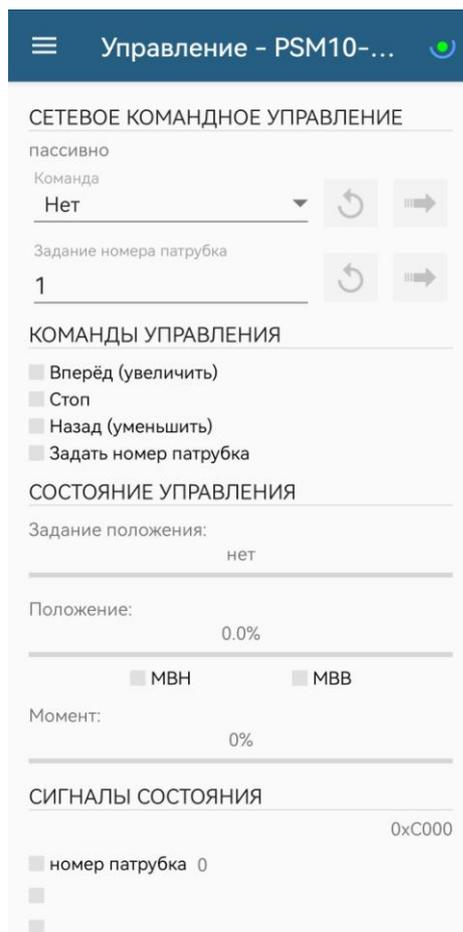 Управление - PSM10-...
СЕТЕВОЕ КОМАНДНОЕ УПРАВЛЕНИЕ
пассивно
Команда
Нет
Задание номера патрубка
1
КОМАНДЫ УПРАВЛЕНИЯ
Вперёд (увеличить)
Стоп
Назад (уменьшить)
Задать номер патрубка
СОСТОЯНИЕ УПРАВЛЕНИЯ
Задание положения:
нет
Положение:
0.0%
МВН МВВ
Момент:
0%
СИГНАЛЫ СОСТОЯНИЯ
0xC000
номер патрубка 0